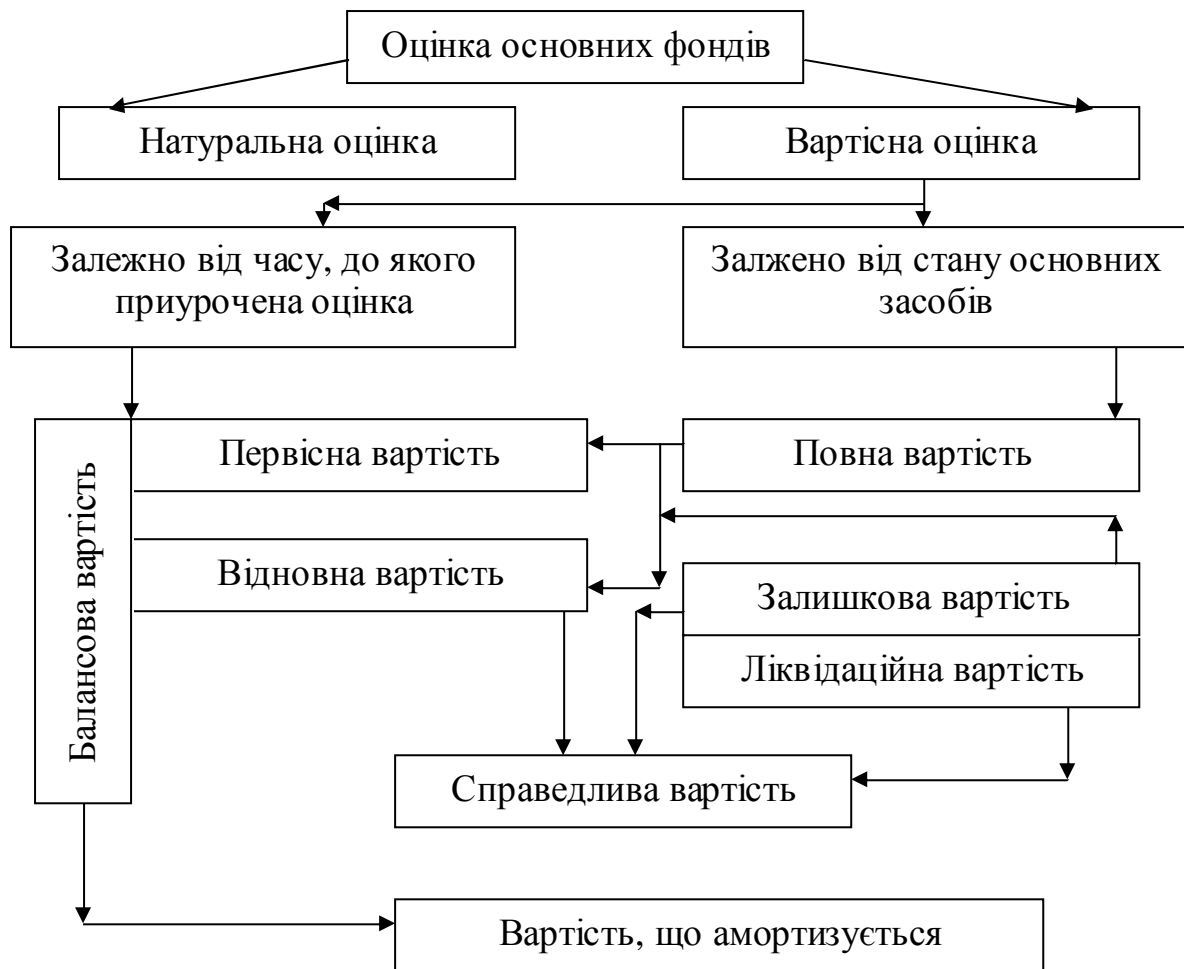 Оцінка основних фондів
Натуральна оцінка
Вартісна оцінка
Залежно від часу, до якого
приурочена оцінка
Залжено від стану основних
засобів
Балансова вартість
Первісна вартість
Повна вартість
Відновна вартість
Залишкова вартість
Ліквідаційна вартість
Справедлива вартість
Вартість, що амортизується